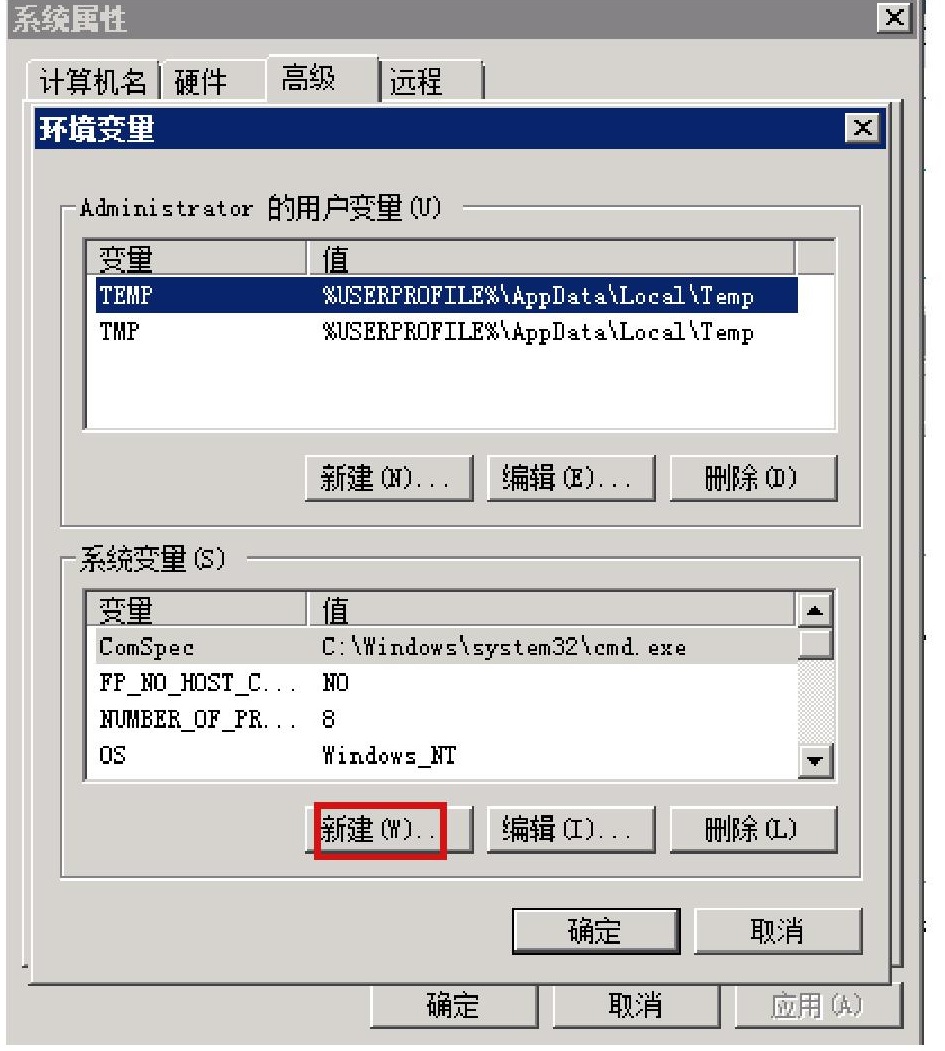 系统属性
计算机名 硬件 高级 远程
环境变量
Administrator 的用户变量(U)
变量 值
TEMP %USERPROFILE%\AppData\Local\Temp
TMP %USERPROFILE%\AppData\Local\Temp
新建(N)... 编辑(E)... 删除(D)
系统变量(S)
变量 值
ComSpec C:\Windows\system32\cmd.exe
FP_NO_HOST_C... NO
NUMBER_OF_PR... 8
OS Windows_NT
新建(W).. 编辑(I)... 删除(L)
确定 取消
确定 取消 应用(A)